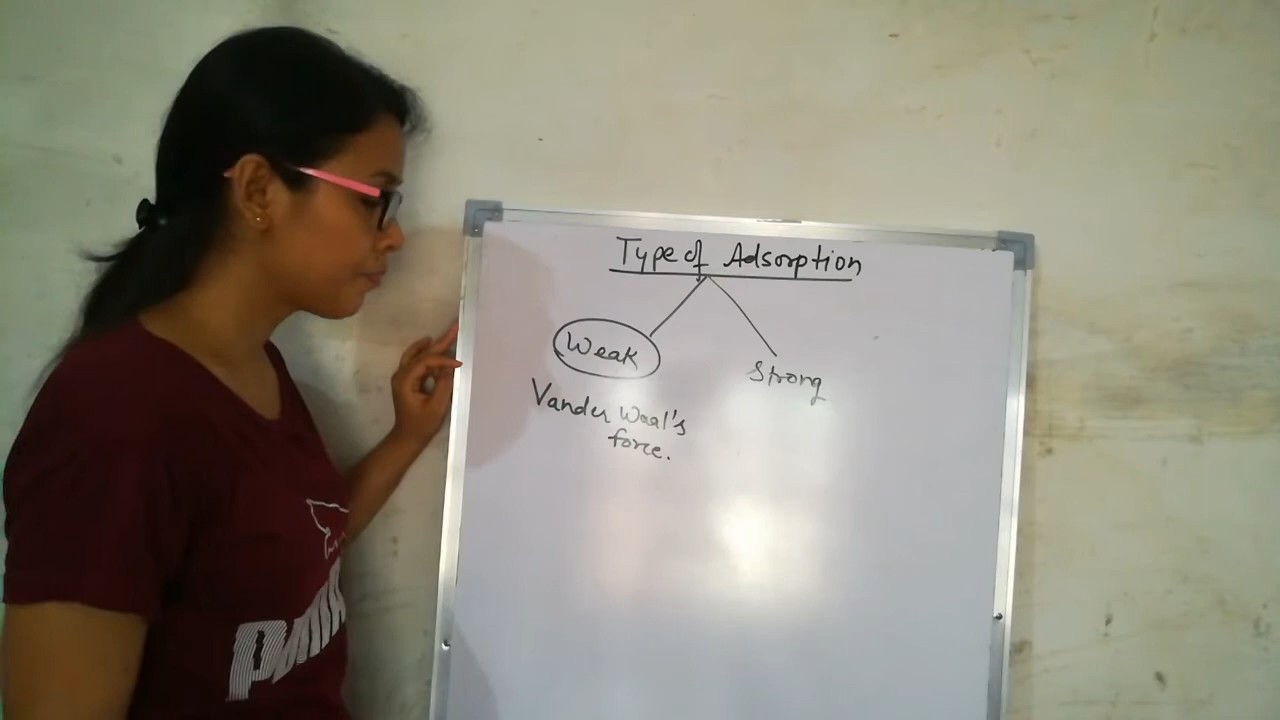 Type of Adsorption
Weak
Strong
Vander Waal's
force.
PUMA